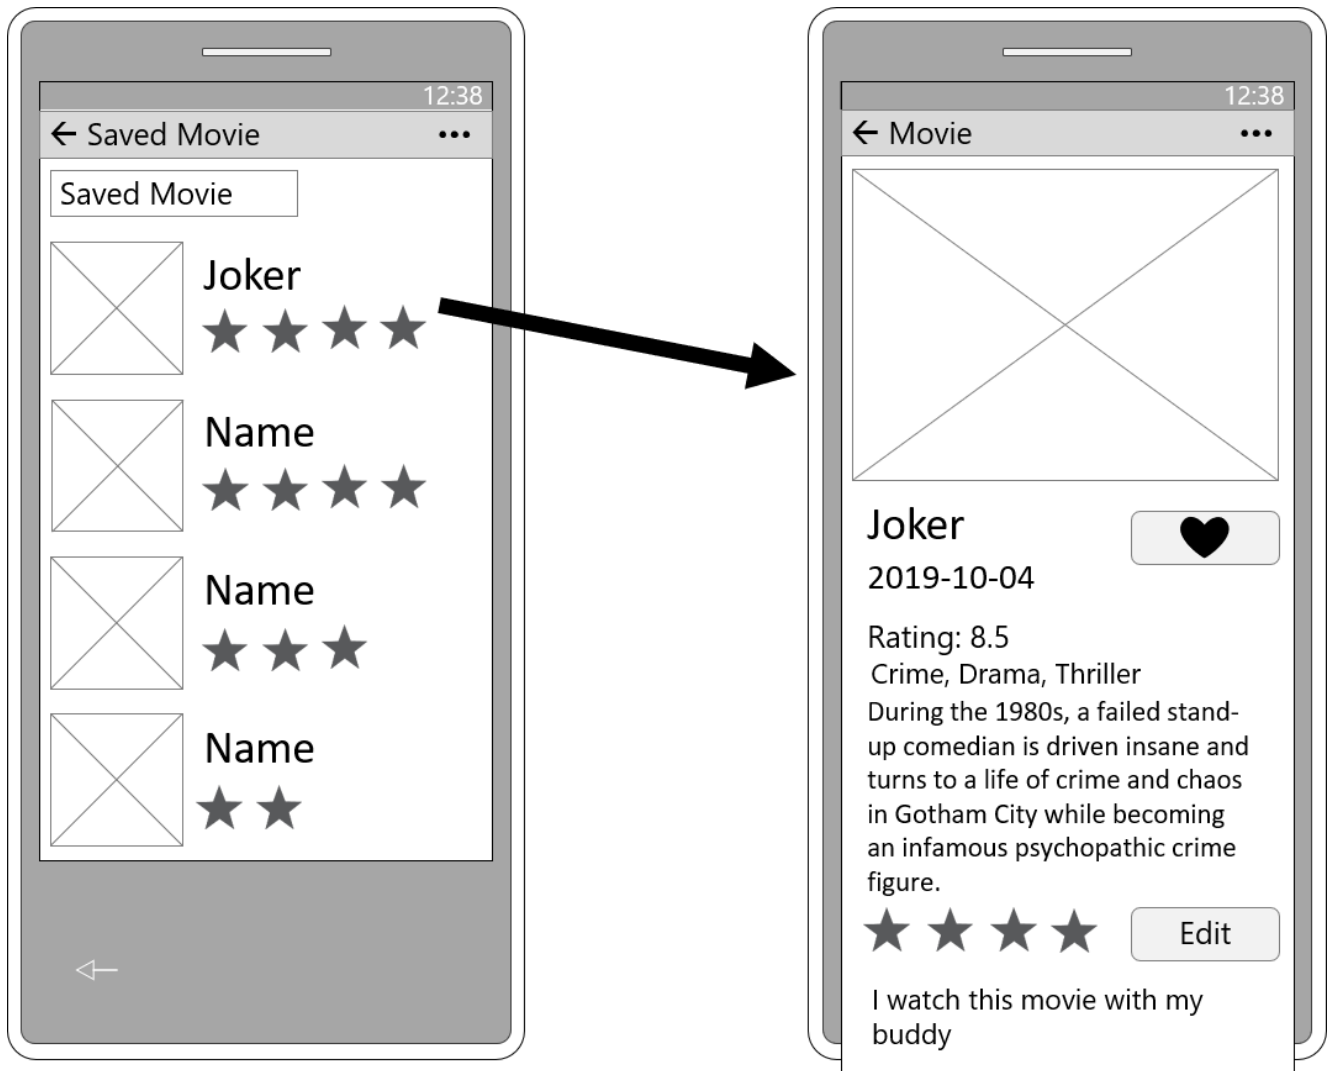 12:38
Saved Movie
Saved Movie
Joker
Name
Name
Name
12:38
Movie
Joker
2019-10-04
Rating: 8.5
Crime, Drama, Thriller
During the 1980s, a failed stand-
up comedian is driven insane and
turns to a life of crime and chaos
in Gotham City while becoming
an infamous psychopathic crime
figure.
Edit
I watch this movie with my
buddy